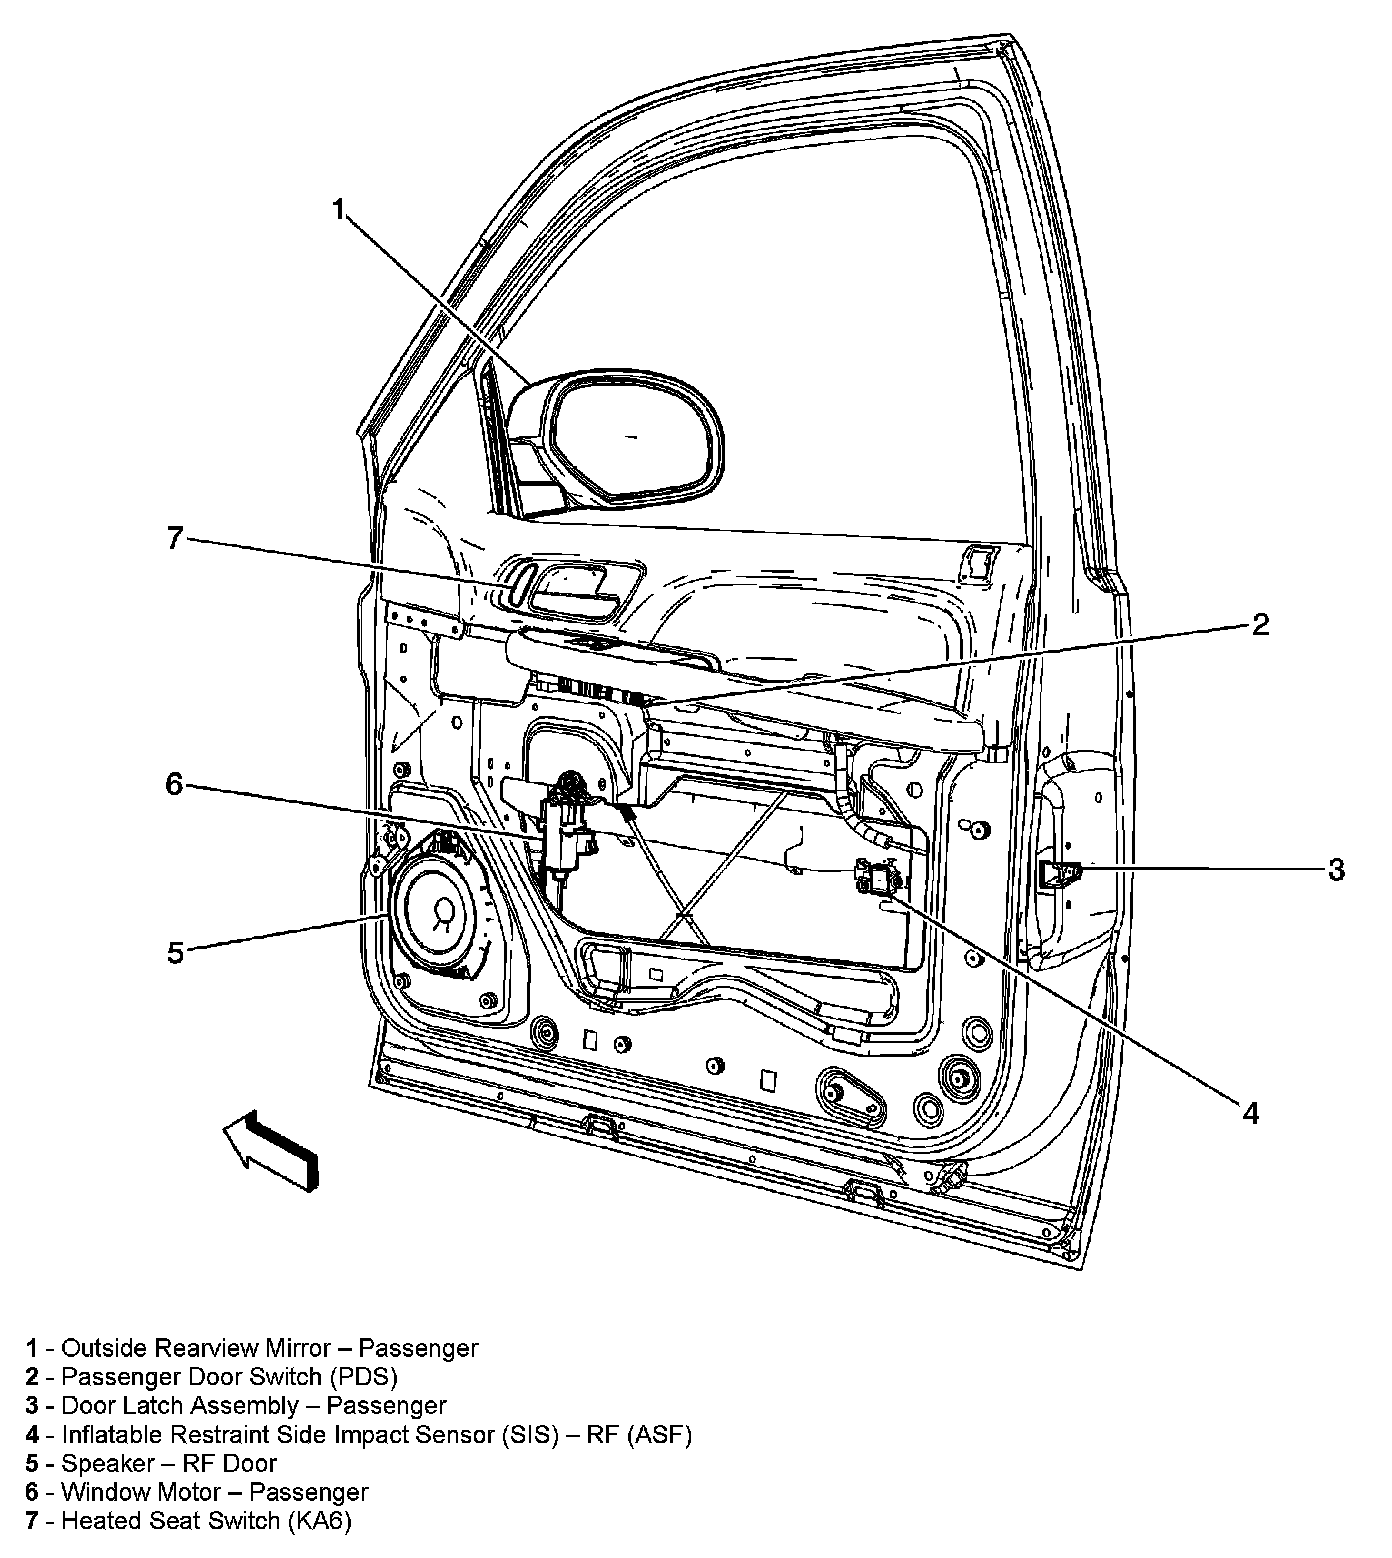 1
7
2
6
3
5
4
1 - Outside Rearview Mirror – Passenger
2 - Passenger Door Switch (PDS)
3 - Door Latch Assembly – Passenger
4 - Inflatable Restraint Side Impact Sensor (SIS) – RF (ASF)
5 - Speaker – RF Door
6 - Window Motor – Passenger
7 - Heated Seat Switch (KA6)